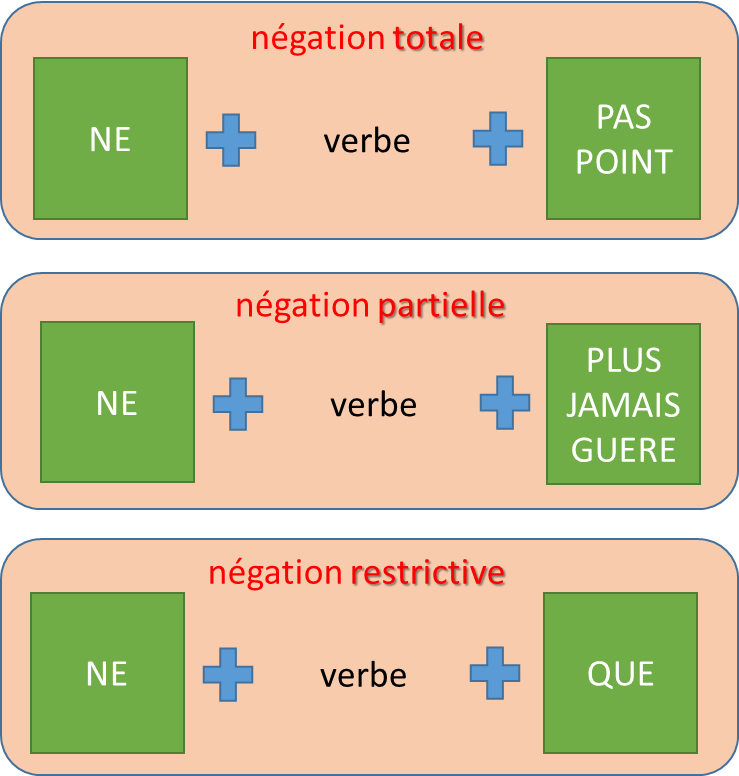 négation totale
NE
verbe
PAS
POINT
négation partielle
NE
verbe
PLUS
JAMAIS
GUERE
négation restrictive
NE
verbe
QUE